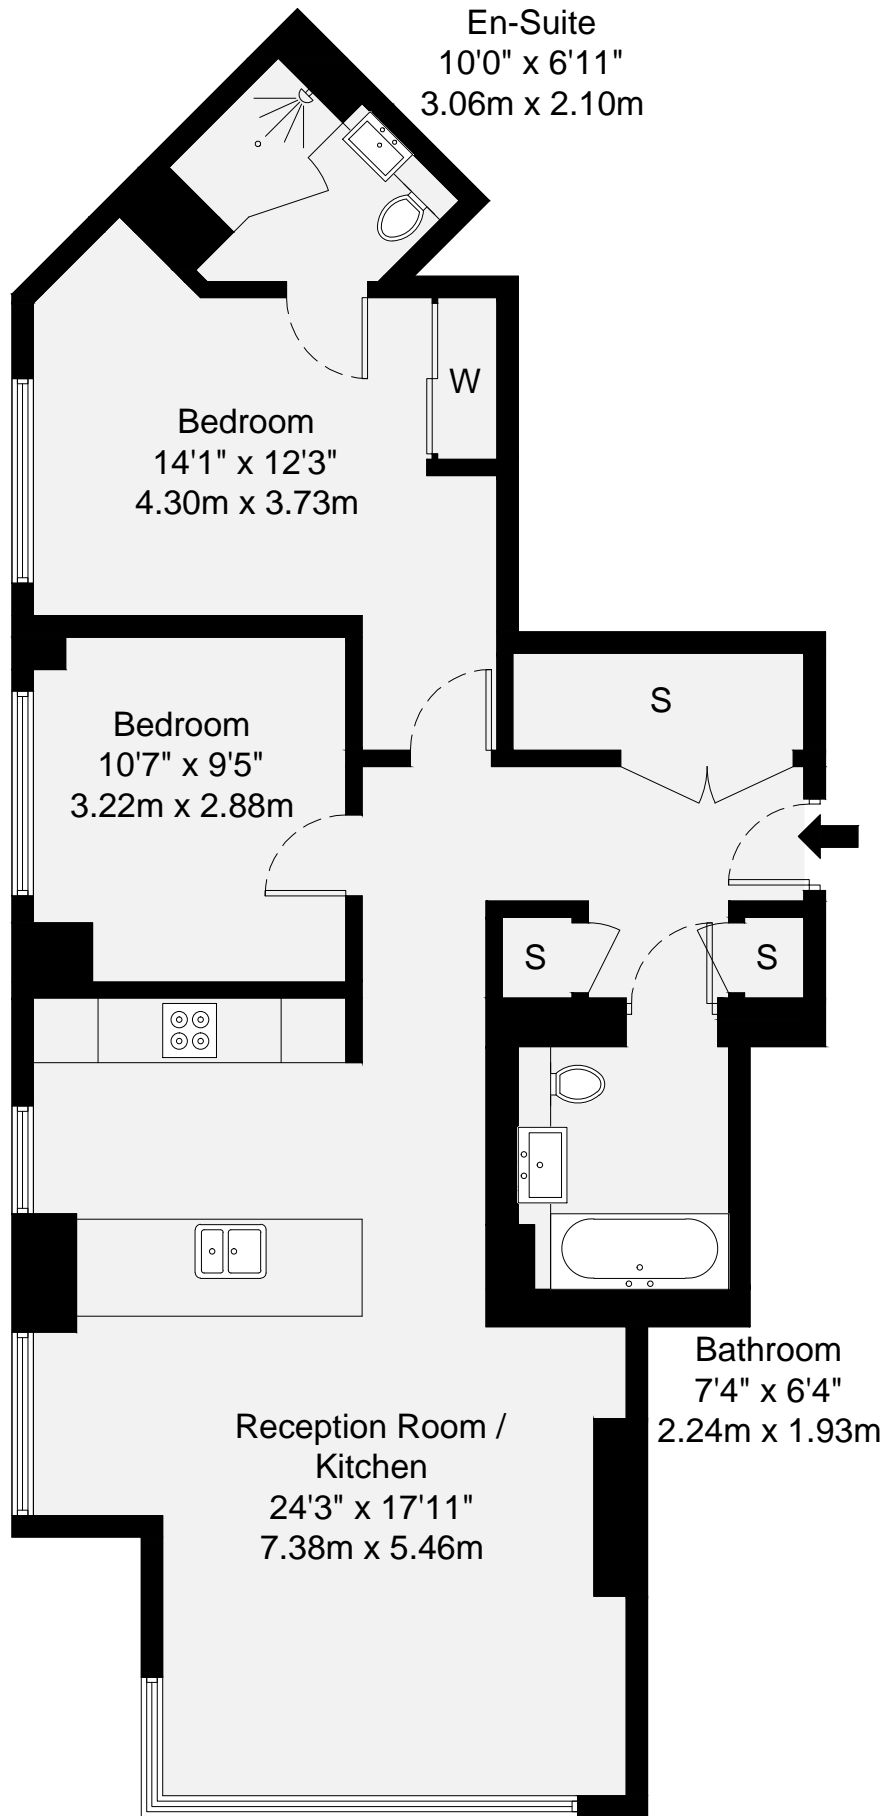 En-Suite
10'0" x 6'11"
3.06m x 2.10m
W
Bedroom
14'1" x 12'3"
4.30m x 3.73m
S
Bedroom
10'7" x 9'5"
3.22m x 2.88m
S
S
Bathroom
7'4" x 6'4"
2.24m x 1.93m
Reception Room /
Kitchen
24'3" x 17'11"
7.38m x 5.46m